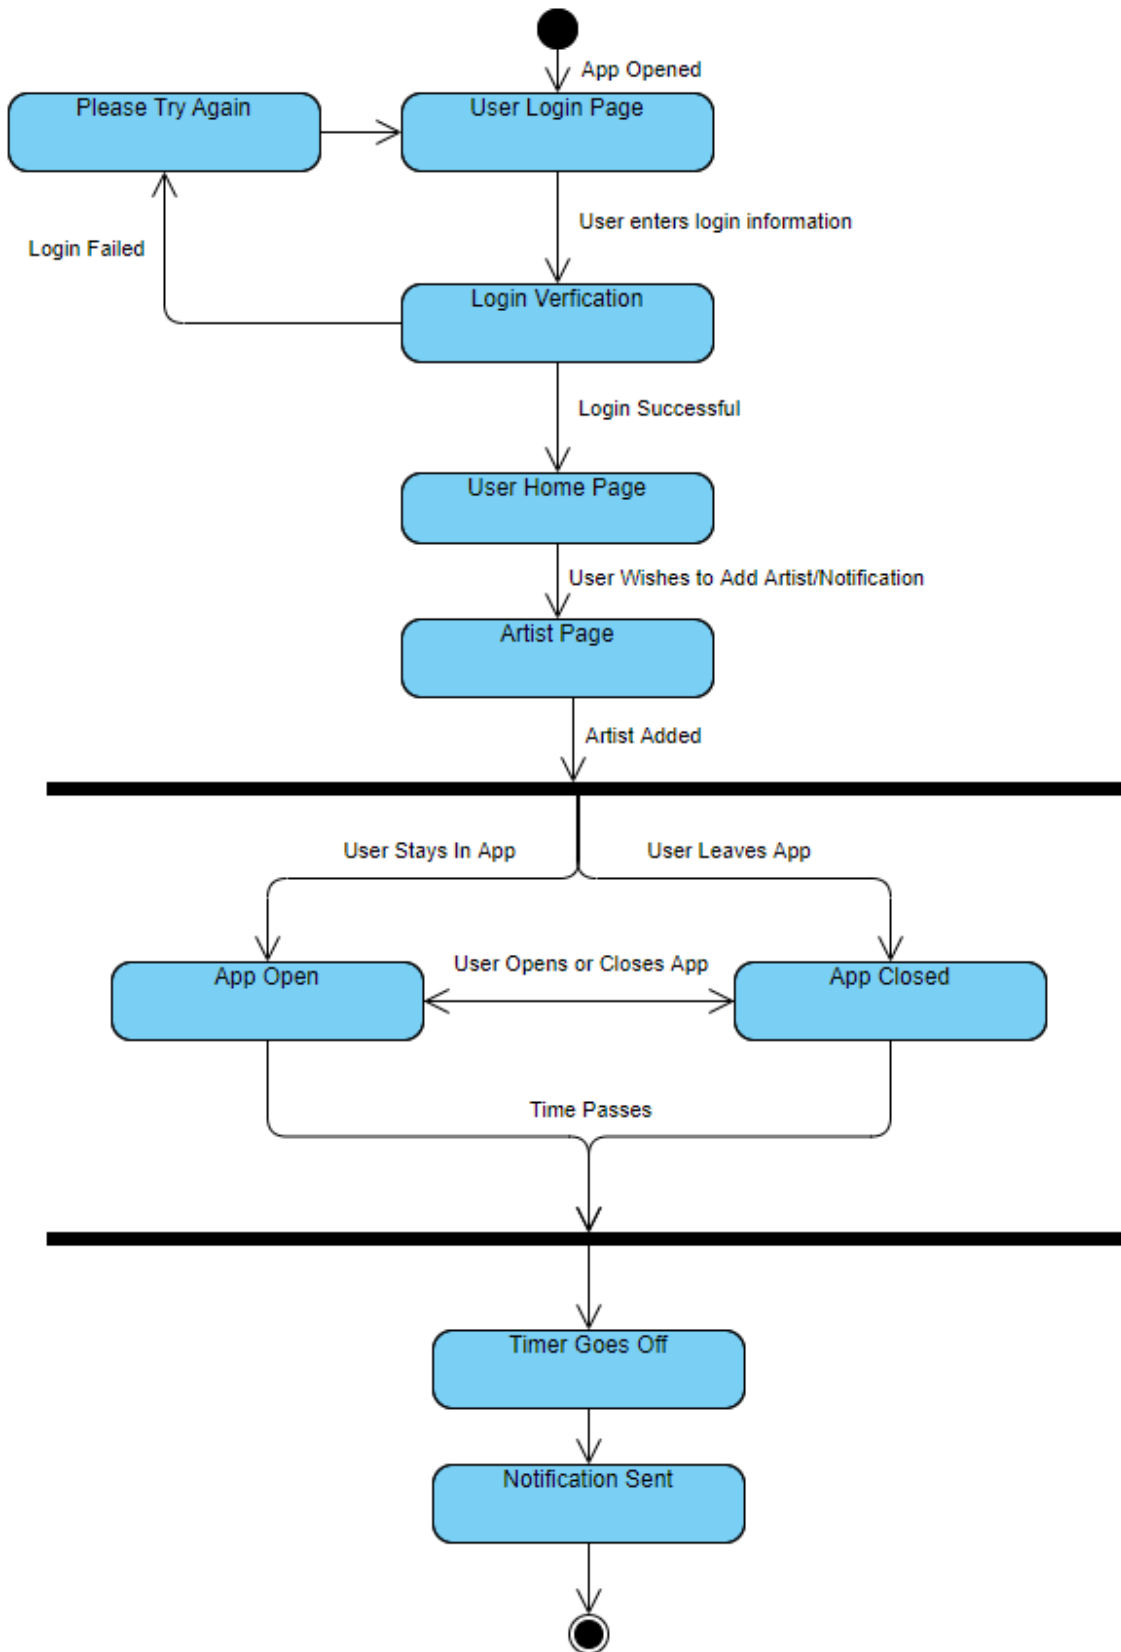 App Opened
Please Try Again
User Login Page
User enters login information
Login Failed
Login Verfication
Login Successful
User Home Page
User Wishes to Add Artist/Notification
Artist Page
Artist Added
User Stays In App
User Leaves App
App Open
User Opens or Closes App
App Closed
Time Passes
Timer Goes Off
Notification Sent